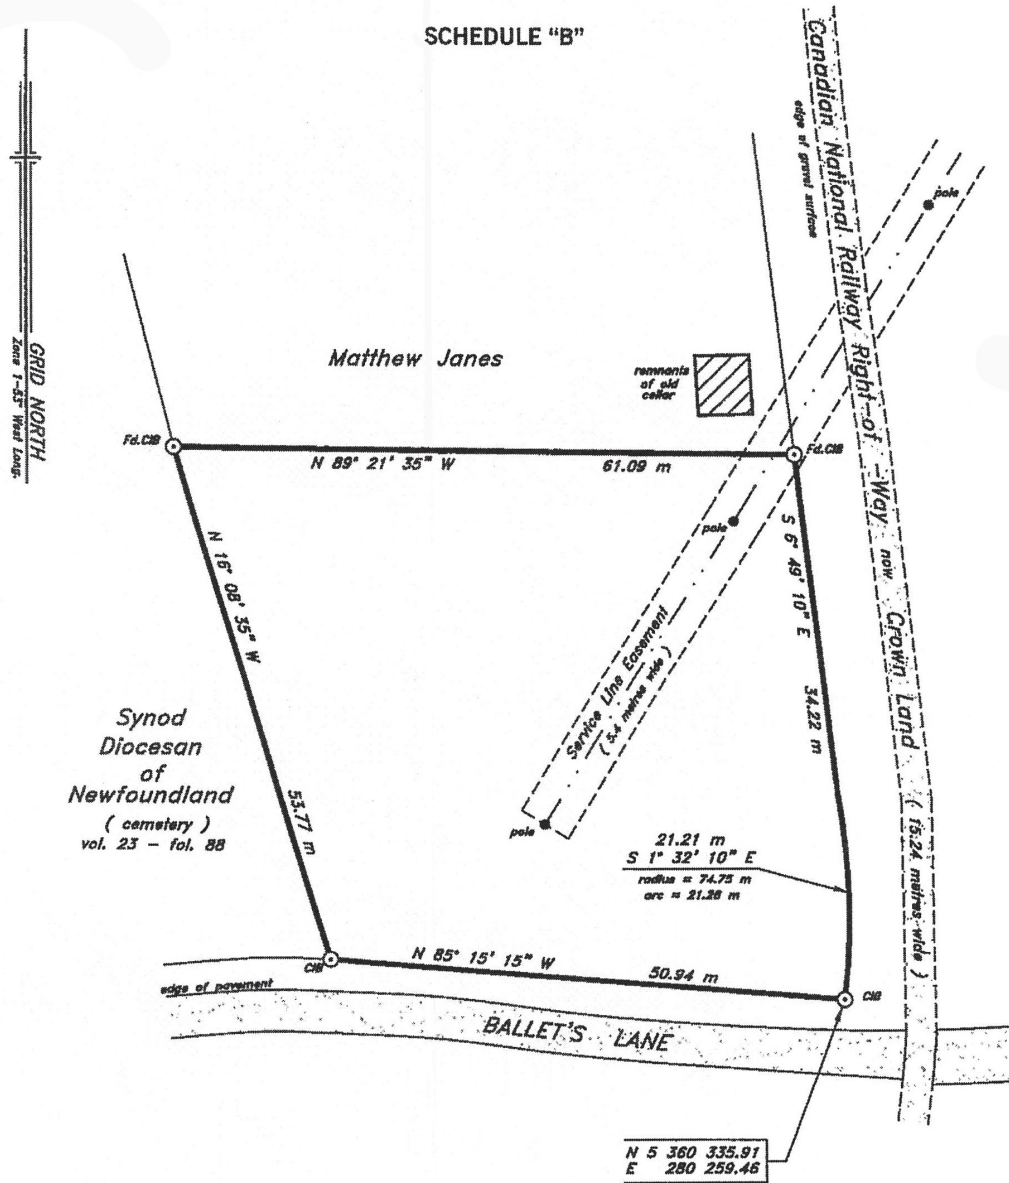 SCHEDULE “B”
Canadian National Railway Right-of-Way now Crown Land ( 15.24 metres wide )
edge of gravel surface
pole
GRID NORTH
Zone 1-53° West Long.
Matthew Janes
remnants
of old
cellar
Fd.CIB
Fd.CIB
N 89° 21' 35" W
61.09 m
pole
S 6° 49' 10" E
34.22 m
N 16° 08' 35" W
53.77 m
Service Line Easement
( 5.4 metres wide )
Synod
Diocesan
of
Newfoundland
( cemetery )
vol. 23 - fol. 88
pole
21.21 m
S 1° 32' 10" E
radius = 74.75 m
arc = 21.28 m
CIB
N 85° 15' 15" W
50.94 m
CIB
edge of pavement
BALLET'S LANE
N 5 360 335.91
E 280 259.46